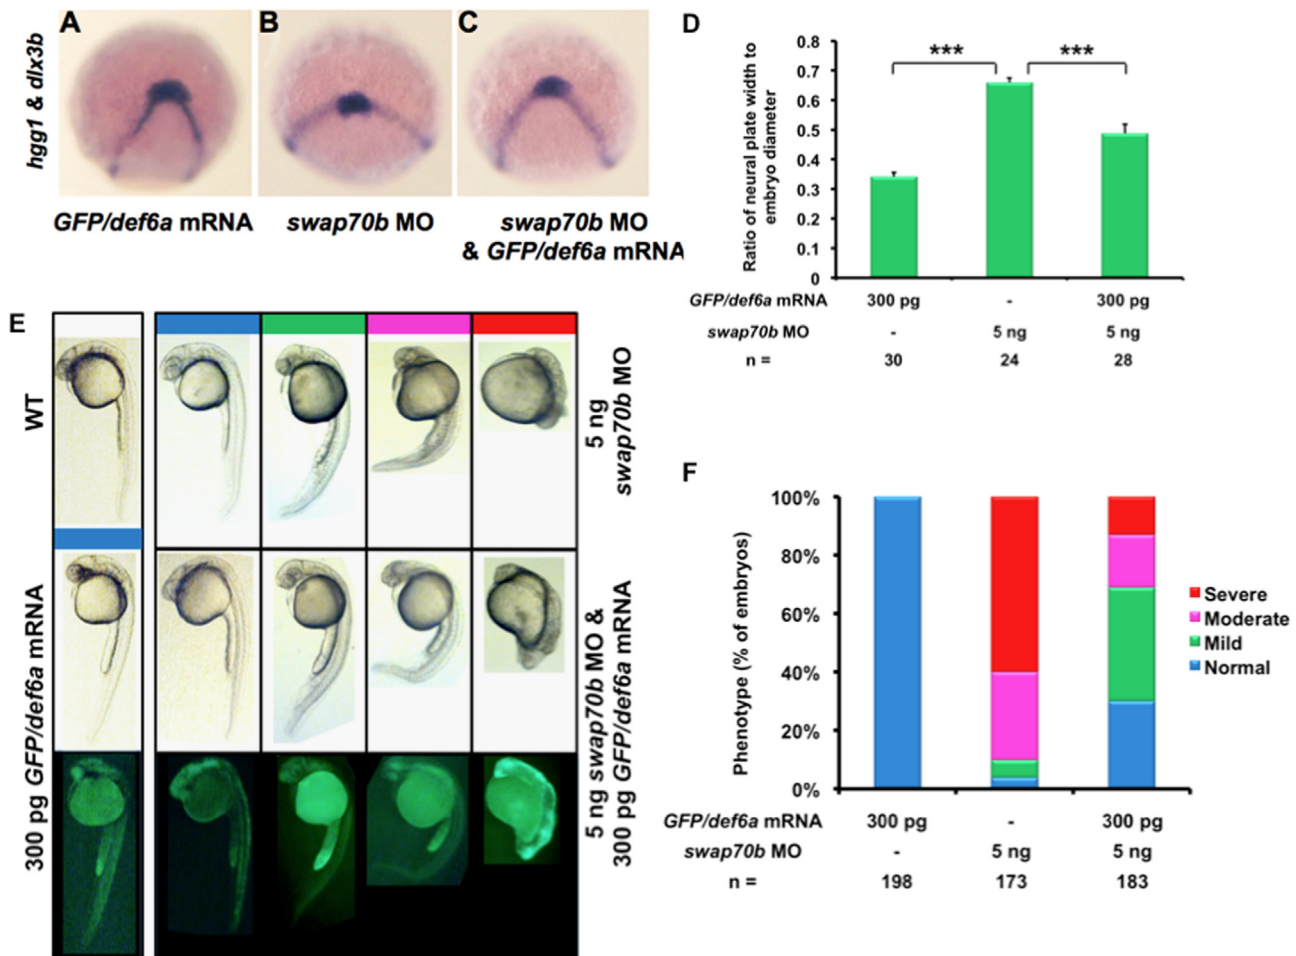 A
B
C
hgg1 & dlx3b
GFP/def6a mRNA
swap70b MO
swap70b MO
& GFP/def6a mRNA
D
0.8
0.7
0.6
0.5
0.4
0.3
0.2
0.1
0
Ratio of neural plate width to
embryo diameter
***
***
GFP/def6a mRNA 300 pg - 300 pg
swap70b MO - 5 ng 5 ng
n = 30 24 28
E
WT
300 pg GFP/def6a mRNA
5 ng
swap70b MO
5 ng swap70b MO &
300 pg GFP/def6a mRNA
F
100%
80%
60%
40%
20%
0%
Phenotype (% of embryos)
Severe
Moderate
Mild
Normal
GFP/def6a mRNA 300 pg - 300 pg
swap70b MO - 5 ng 5 ng
n = 198 173 183